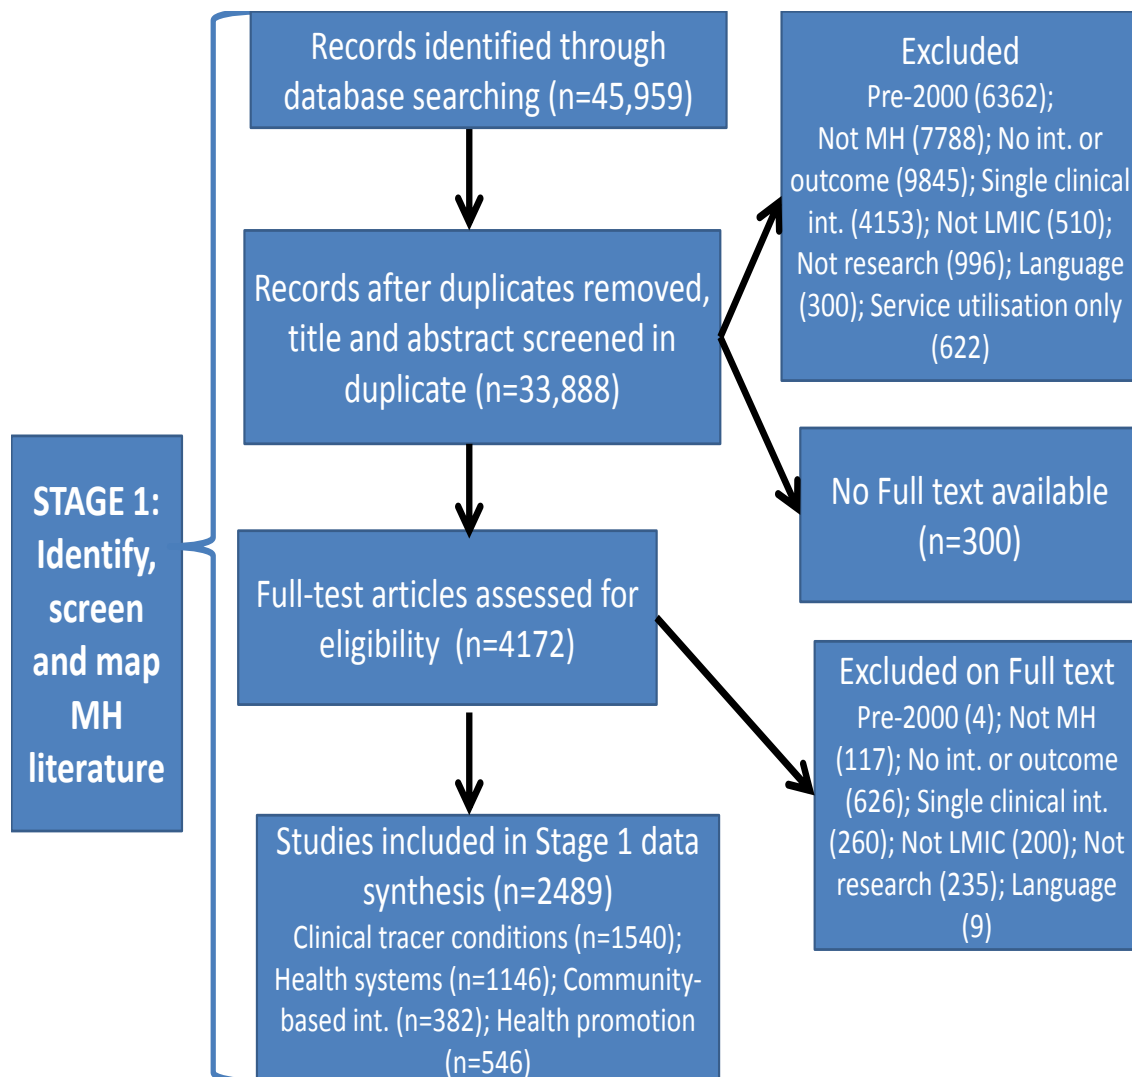 Records identified through
database searching (n=45,959)
Excluded
Pre-2000 (6362);
Not MH (7788); No int. or
outcome (9845); Single clinical
int. (4153); Not LMIC (510);
Not research (996); Language
(300); Service utilisation only
(622)
Records after duplicates removed,
title and abstract screened in
duplicate (n=33,888)
No Full text available
(n=300)
STAGE 1:
Identify,
screen
and map
MH
literature
Full-test articles assessed for
eligibility  (n=4172)
Excluded on Full text
Pre-2000 (4); Not MH
(117); No int. or outcome
(626); Single clinical int.
(260); Not LMIC (200); Not
research (235); Language
(9)
Studies included in Stage 1 data
synthesis (n=2489)
Clinical tracer conditions (n=1540);
Health systems (n=1146); Community-
based int. (n=382); Health promotion
(n=546)